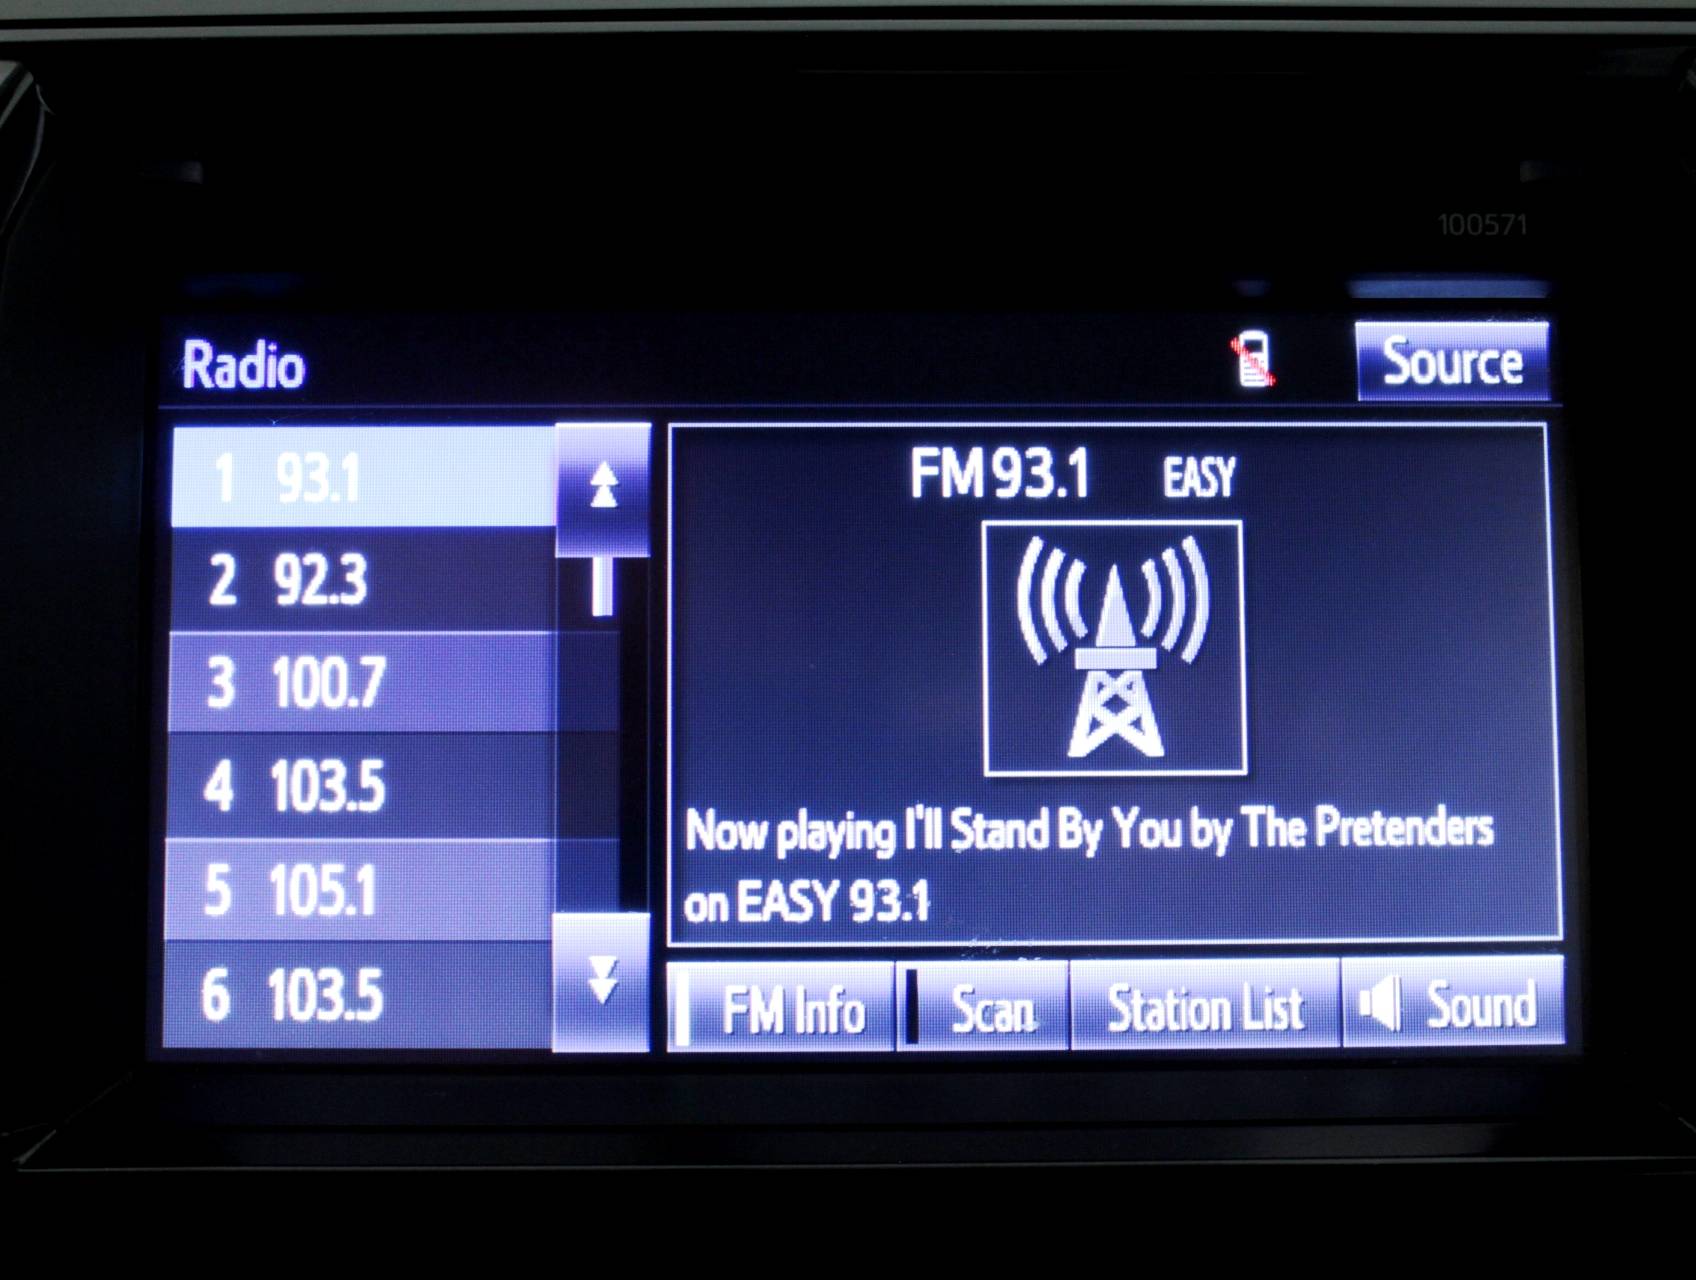 100571
Radio
Source
1 93.1
2 92.3
3 100.7
4 103.5
5 105.1
6 103.5
FM 93.1 EASY
Now playing I'll Stand By You by The Pretenders
on EASY 93.1
FM Info
Scan
Station List
Sound